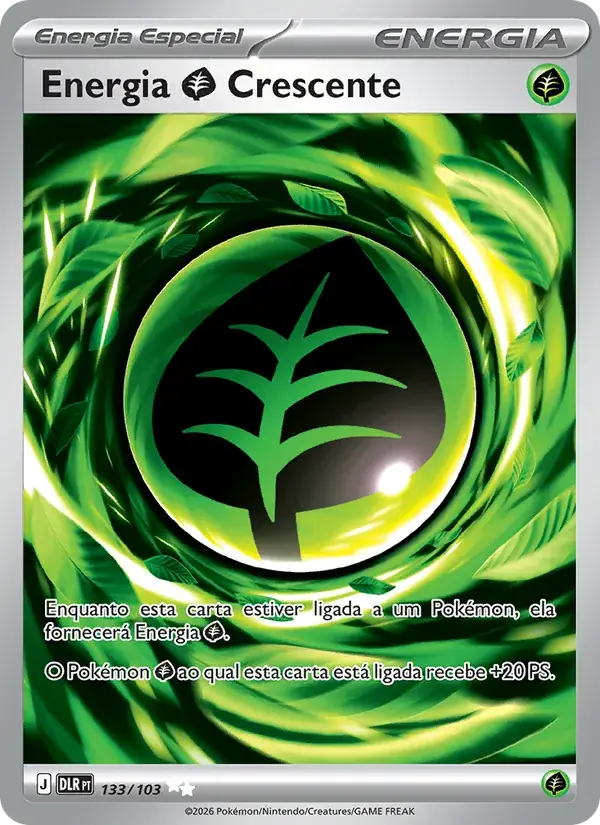 Energia Especial
ENERGIA
Energia Crescente
Enquanto esta carta estiver ligada a um Pokémon, ela
fornecerá Energia .
O Pokémon ao qual esta carta está ligada recebe +20 PS.
J DLR PT 133/103
©2026 Pokémon/Nintendo/Creatures/GAME FREAK